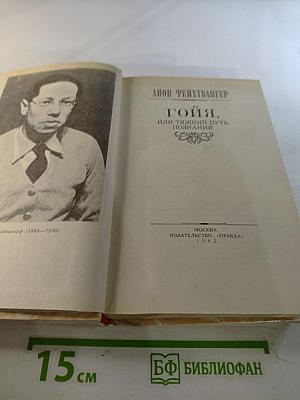 ЛИОН ФЕЙХТВАНГЕР
ГОЙЯ,
ИЛИ ТЯЖКИЙ ПУТЬ
ПОЗНАНИЯ
МОСКВА
ИЗДАТЕЛЬСТВО «ПРАВДА»
1982
15 см
БФ БИБЛИОФАН